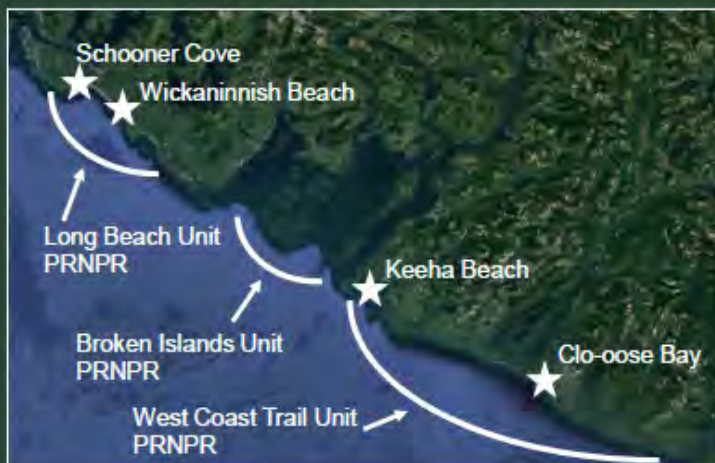 Schooner Cove
Wickaninnish Beach
Long Beach Unit
PRNPR
Keeha Beach
Broken Islands Unit
PRNPR
Clo-oose Bay
West Coast Trail Unit
PRNPR